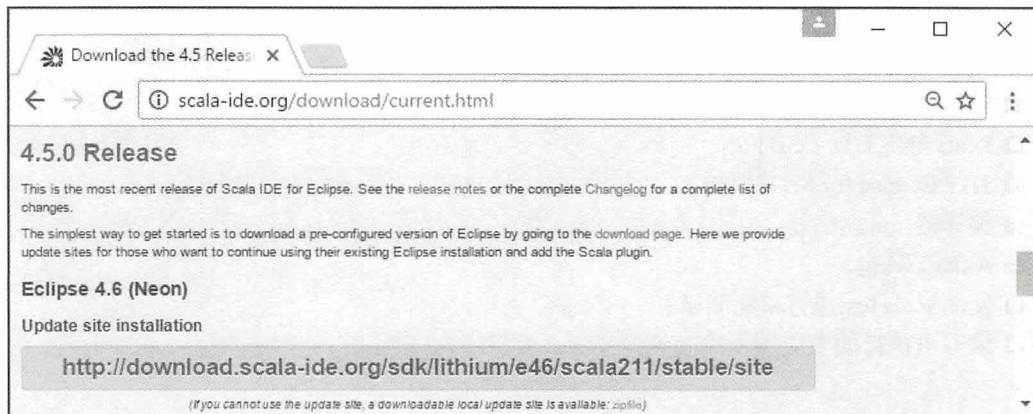 Download the 4.5 Releas
scala-ide.org/download/current.html
4.5.0 Release
This is the most recent release of Scala IDE for Eclipse. See the release notes or the complete Changelog for a complete list of
changes.
The simplest way to get started is to download a pre-configured version of Eclipse by going to the download page. Here we provide
update sites for those who want to continue using their existing Eclipse installation and add the Scala plugin.
Eclipse 4.6 (Neon)
Update site installation
http://download.scala-ide.org/sdk/lithium/e46/scala211/stable/site
(if you cannot use the update site, a downloadable local update site is available: zipfile)